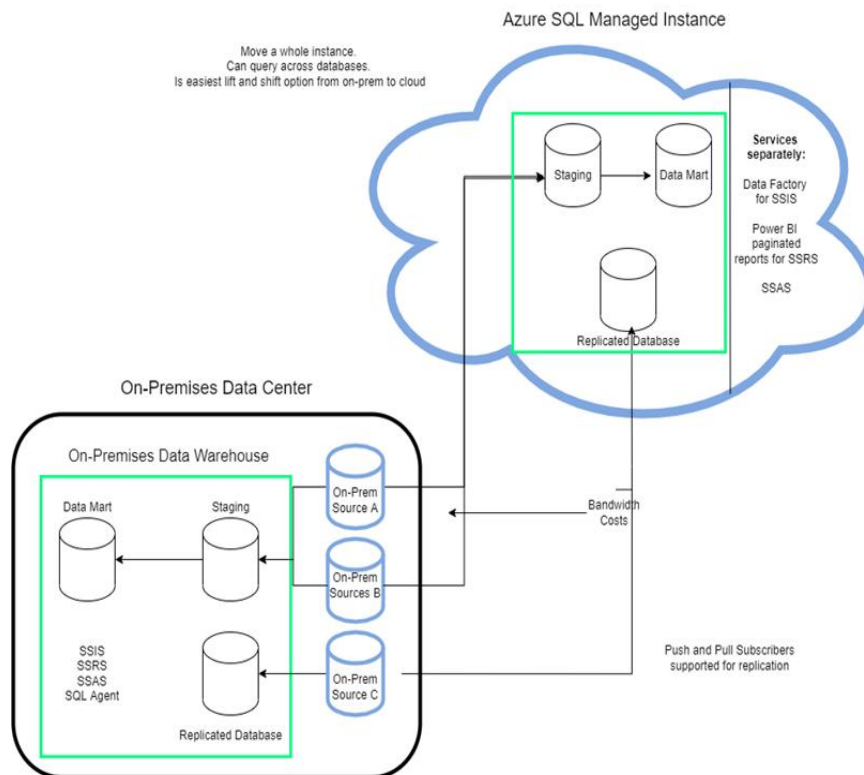 Azure SQL Managed Instance
Move a whole instance.
Can query across databases.
Is easiest lift and shift option from on-prem to cloud
Staging
Data Mart
Replicated Database
Services
separately:
Data Factory
for SSIS
Power BI
paginated
reports for SSRS
SSAS
On-Premises Data Center
On-Premises Data Warehouse
Data Mart
Staging
On-Prem
Source A
On-Prem
Sources B
On-Prem
Source C
SSIS
SSRS
SSAS
SQL Agent
Replicated Database
Bandwidth
Costs
Push and Pull Subscribers
supported for replication